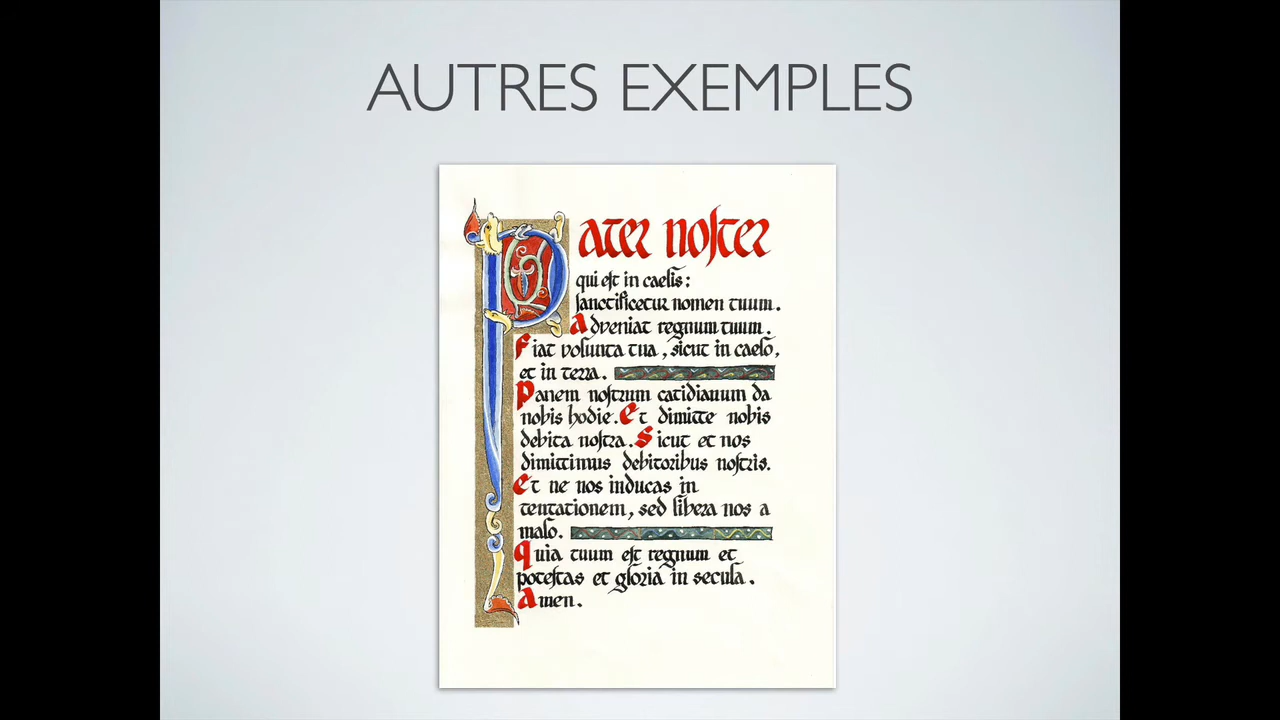 AUTRES EXEMPLES
Pater noster
qui est in caelis:
sanctificetur nomen tuum.
Adveniat regnum tuum.
Fiat volunta tua, sicut in caelo,
et in terra.
Panem nostrum catidianum da
nobis hodie. Et dimitte nobis
debita nostra. Sicut et nos
dimittimus debitoribus nostris.
Et ne nos inducas in
tentationem, sed libera nos a
malo.
Quia tuum est regnum et
potestas et gloria in secula.
Amen.